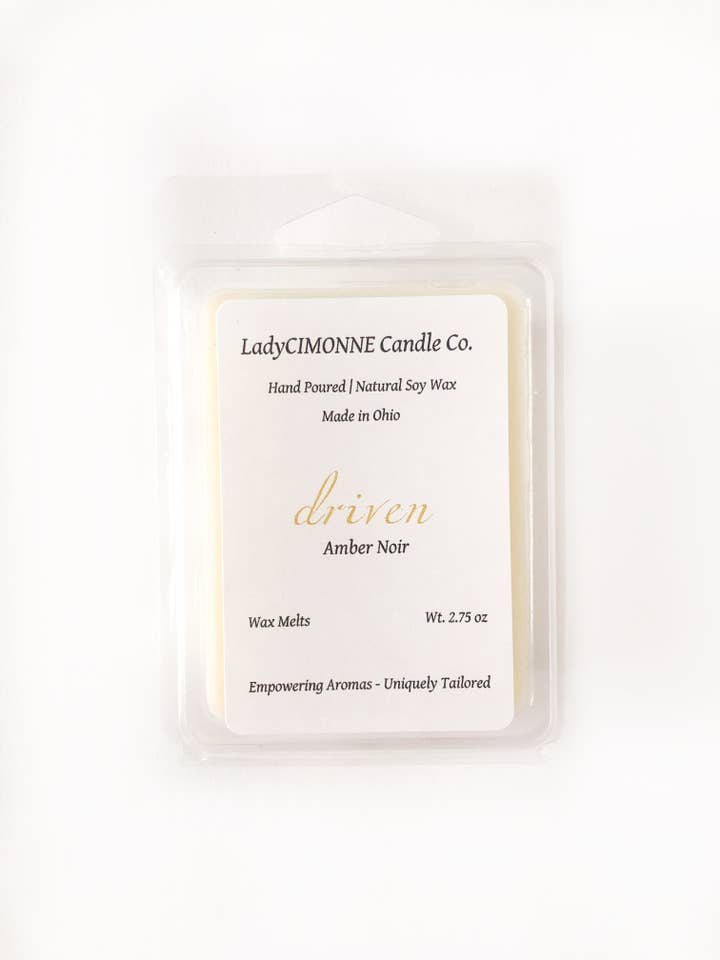 LadyCIMONNE Candle Co.
Hand Poured | Natural Soy Wax
Made in Ohio
driven
Amber Noir
Wax Melts Wt. 2.75 oz
Empowering Aromas - Uniquely Tailored